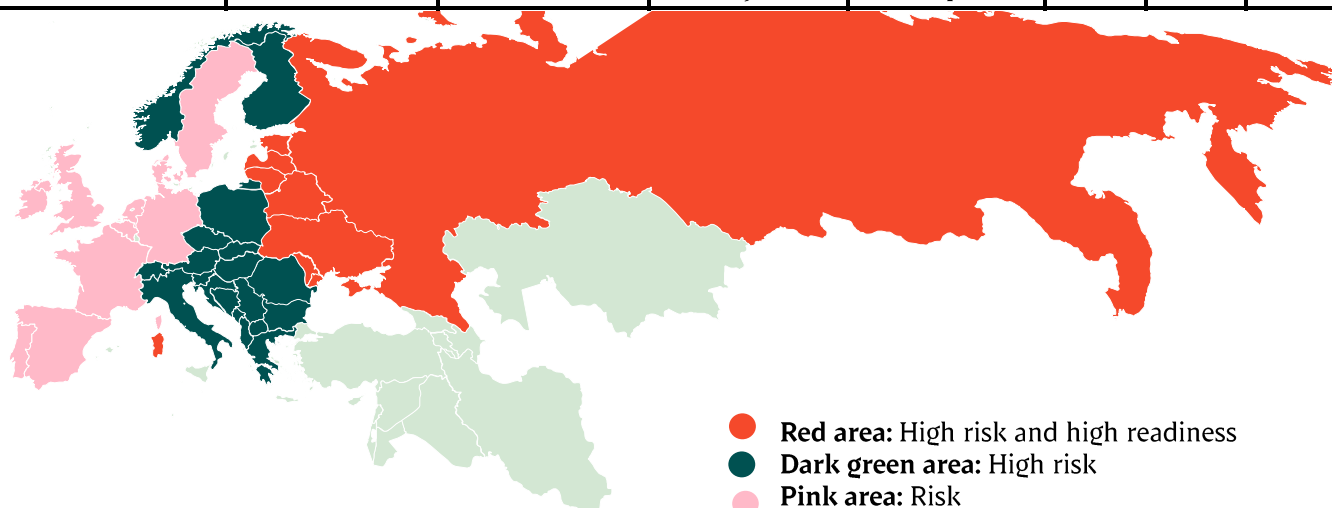 Red area: High risk and high readiness
Dark green area: High risk
Pink area: Risk